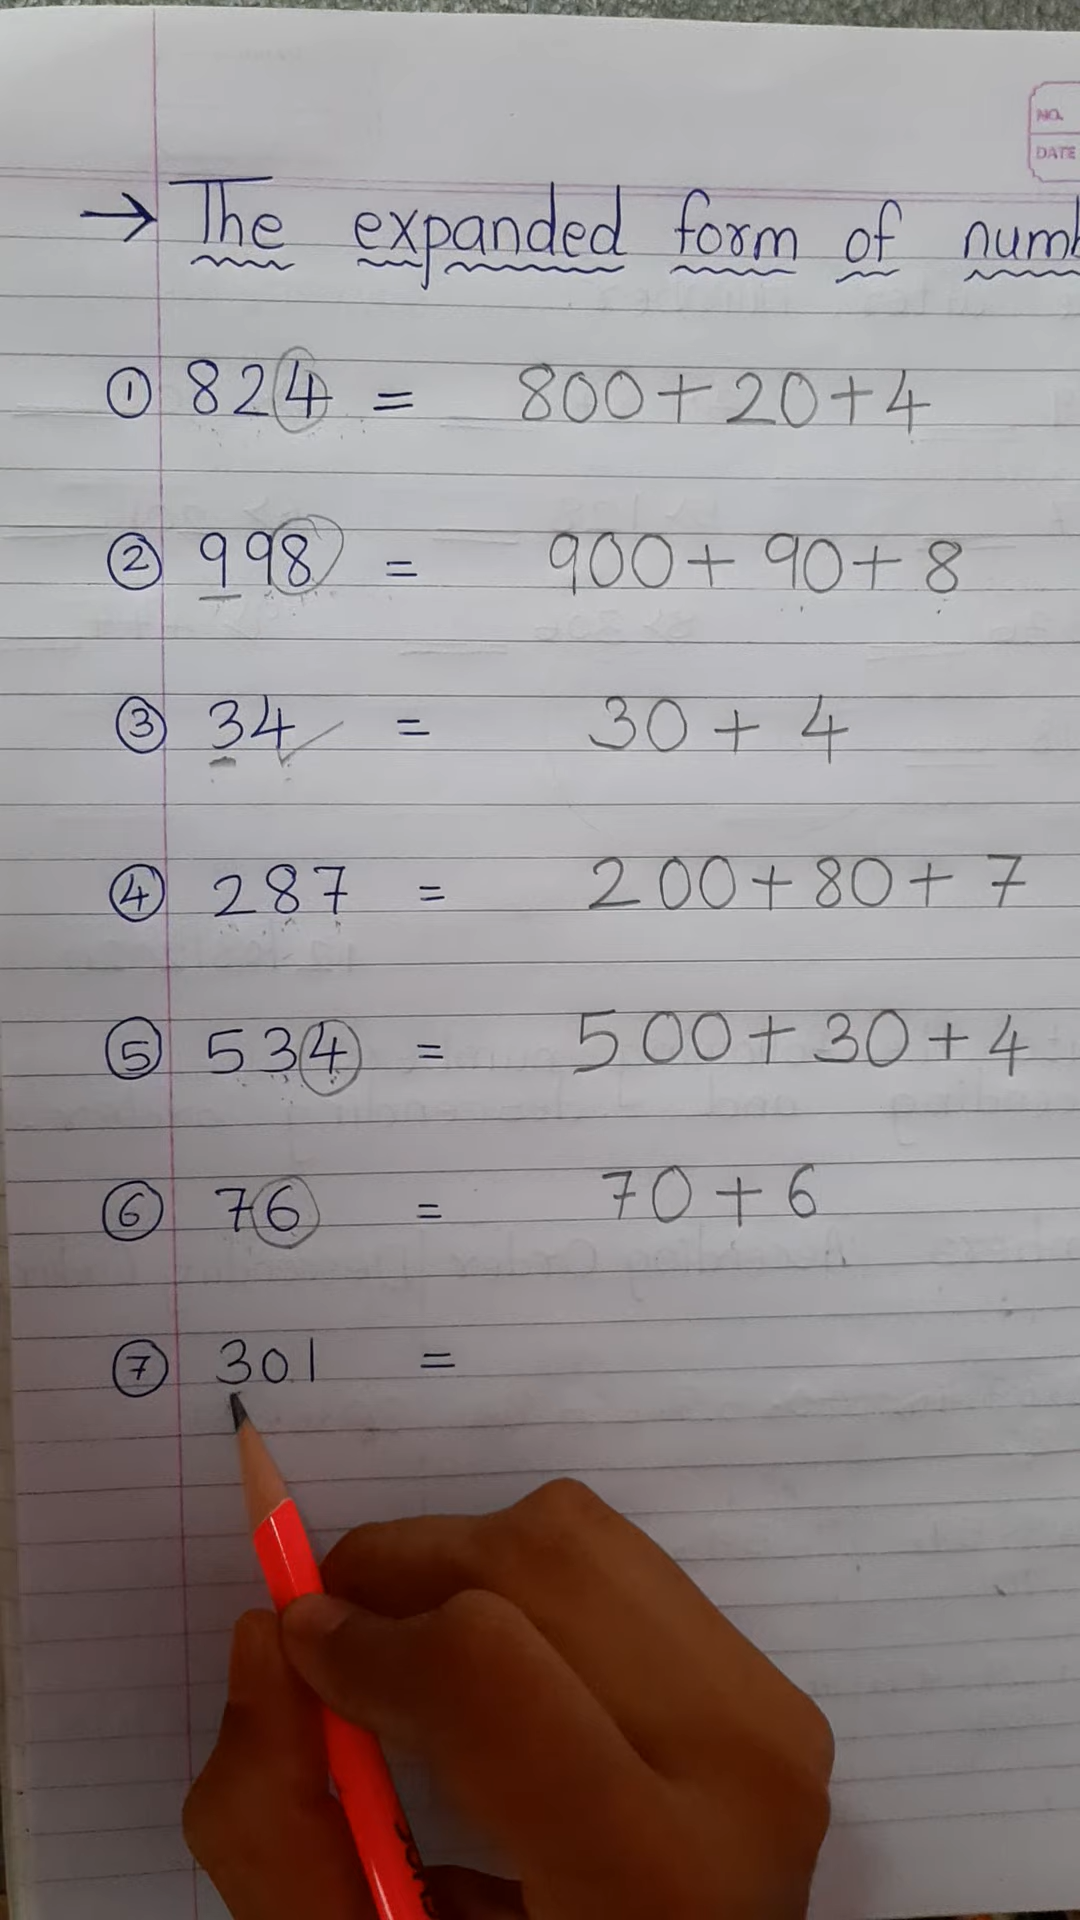 NO.
DATE
→ The expanded form of
① 824 = 800+20+4
② 998 = 900+90+8
③ 34 = 30+4
④ 287 = 200+80+7
⑤ 534 = 500+30+4
⑥ 76 = 70+6
⑦ 301 =